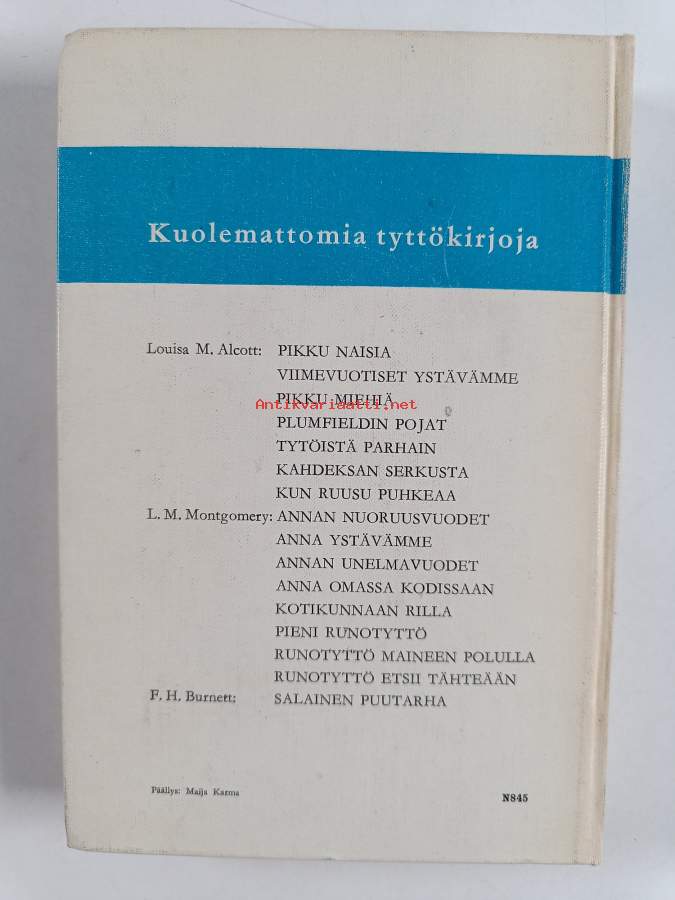 Kuolemattomia tyttökirjoja
Louisa M. Alcott: PIKKU NAISIA
VIIMEVUOTISET YSTÄVÄMME
PIKKU MIEHIÄ
Antikvariaatti.net
PLUMFIELDIN POJAT
TYTÖISTÄ PARHAIN
KAHDEKSAN SERKUSTA
KUN RUUSU PUHKEAA
L. M. Montgomery: ANNAN NUORUUSVUODET
ANNA YSTÄVÄMME
ANNAN UNELMAVUODET
ANNA OMASSA KODISSAAN
KOTIKUNNAAN RILLA
PIENI RUNOTYTTÖ
RUNOTYTTÖ MAINEEN POLULLA
RUNOTYTTÖ ETSII TÄHTEÄÄN
F. H. Burnett: SALAINEN PUUTARHA
Päällys: Maija Karma
N845